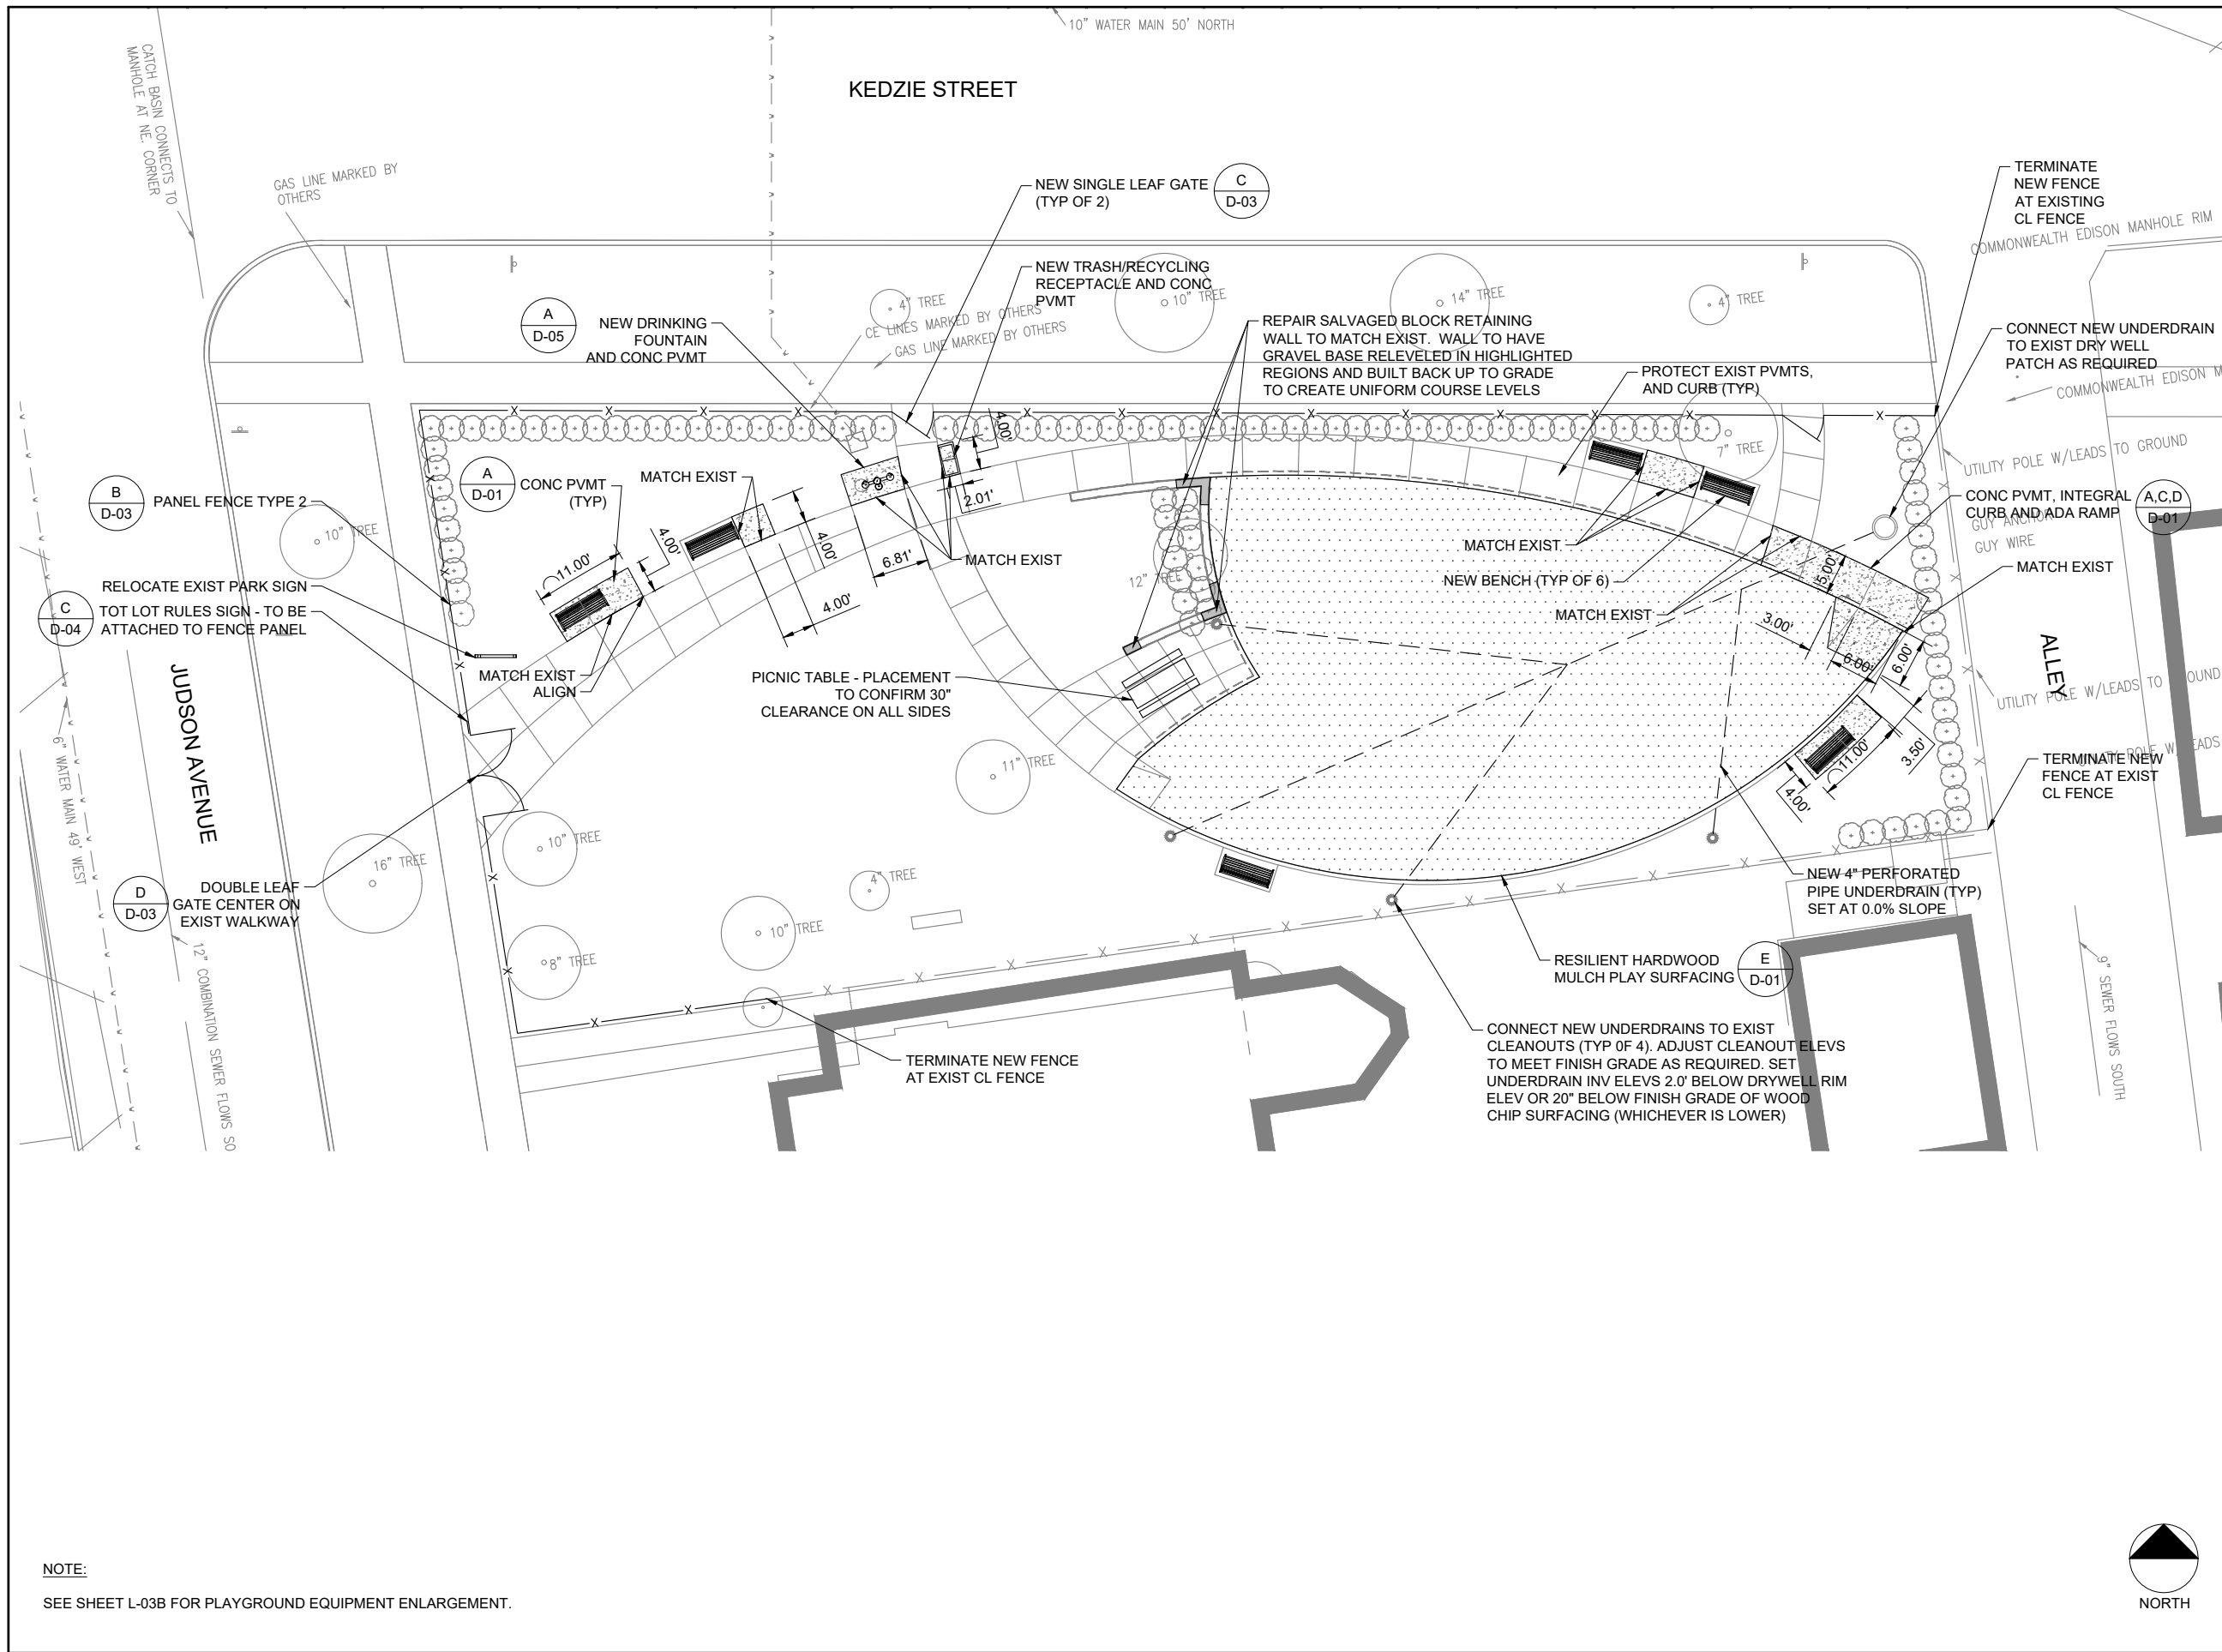 10" WATER MAIN 50' NORTH
KEDZIE STREET
CATCH BASIN CONNECTS TO
MANHOLE AT NE. CORNER
GAS LINE MARKED BY
OTHERS
NEW SINGLE LEAF GATE
(TYP OF 2)
C
D-03
TERMINATE
NEW FENCE
AT EXISTING
CL FENCE
COMMONWEALTH EDISON MANHOLE RIM
NEW TRASH/RECYCLING
RECEPTACLE AND CONC
PVMT
A
D-05
NEW DRINKING
FOUNTAIN
AND CONC PVMT
4" TREE
10" TREE
14" TREE
4" TREE
CE LINES MARKED BY OTHERS
GAS LINE MARKED BY OTHERS
REPAIR SALVAGED BLOCK RETAINING
WALL TO MATCH EXIST. WALL TO HAVE
GRAVEL BASE RELEVELED IN HIGHLIGHTED
REGIONS AND BUILT BACK UP TO GRADE
TO CREATE UNIFORM COURSE LEVELS
PROTECT EXIST PVMTS,
AND CURB (TYP)
CONNECT NEW UNDERDRAIN
TO EXIST DRY WELL
PATCH AS REQUIRED
COMMONWEALTH EDISON M
7" TREE
UTILITY POLE W/LEADS TO GROUND
B
D-03
PANEL FENCE TYPE 2
A
D-01
CONC PVMT
(TYP)
MATCH EXIST
4.00'
2.01'
CONC PVMT, INTEGRAL
CURB AND ADA RAMP
A,C,D
D-01
GUY ANCHOR
GUY WIRE
10" TREE
11.00'
4.00'
4.00'
6.81'
4.00'
MATCH EXIST
12" TREE
MATCH EXIST
NEW BENCH (TYP OF 6)
MATCH EXIST
5.00'
MATCH EXIST
RELOCATE EXIST PARK SIGN
C
D-04
TOT LOT RULES SIGN - TO BE
ATTACHED TO FENCE PANEL
MATCH EXIST
ALIGN
3.00'
6.00'
6.00'
ALLEY
UTILITY POLE W/LEADS TO OUND
JUDSON AVENUE
PICNIC TABLE - PLACEMENT
TO CONFIRM 30"
CLEARANCE ON ALL SIDES
6" WATER MAIN 49' WEST
11" TREE
11.00'
3.50'
4.00'
TERMINATE NEW
FENCE AT EXIST
CL FENCE
10" TREE
16" TREE
4" TREE
D
D-03
DOUBLE LEAF
GATE CENTER ON
EXIST WALKWAY
NEW 4" PERFORATED
PIPE UNDERDRAIN (TYP)
SET AT 0.0% SLOPE
10" TREE
8" TREE
12" COMBINATION SEWER FLOWS SO
RESILIENT HARDWOOD
MULCH PLAY SURFACING
E
D-01
9" SEWER FLOWS SOUTH
TERMINATE NEW FENCE
AT EXIST CL FENCE
CONNECT NEW UNDERDRAINS TO EXIST
CLEANOUTS (TYP 0F 4). ADJUST CLEANOUT ELEVS
TO MEET FINISH GRADE AS REQUIRED. SET
UNDERDRAIN INV ELEVS 2.0' BELOW DRYWELL RIM
ELEV OR 20" BELOW FINISH GRADE OF WOOD
CHIP SURFACING (WHICHEVER IS LOWER)
NOTE:
SEE SHEET L-03B FOR PLAYGROUND EQUIPMENT ENLARGEMENT.
NORTH